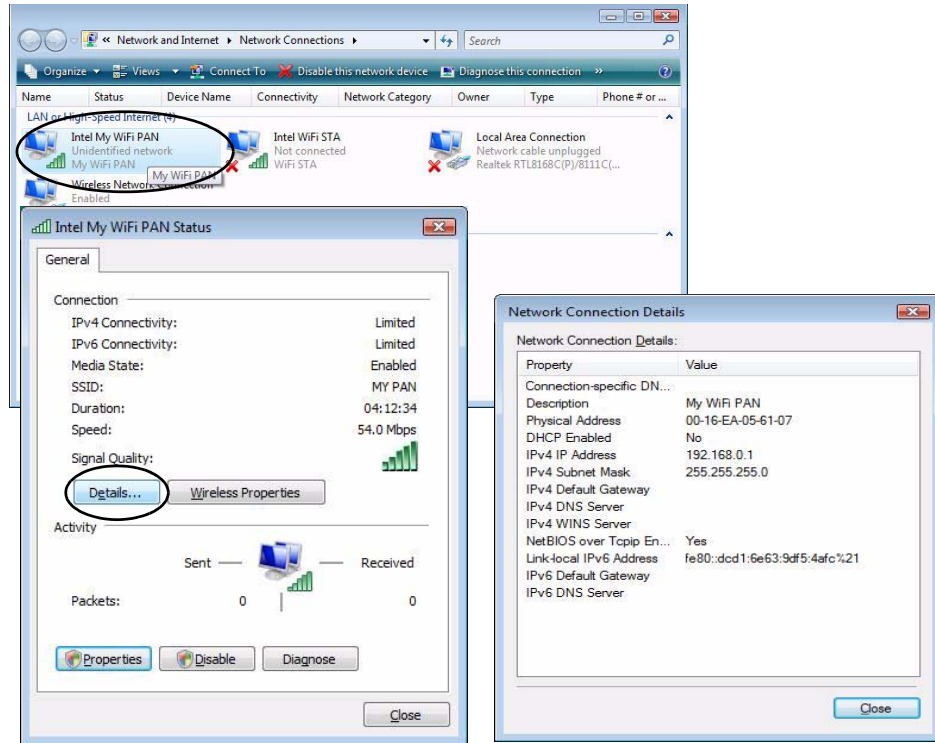 « Network and Internet ▸ Network Connections ▸ Search
Organize Views Connect To Disable this network device Diagnose this connection »
Name Status Device Name Connectivity Network Category Owner Type Phone # or ...
LAN or High-Speed Internet (4)
Intel My WiFi PAN
Unidentified network
My WiFi PAN
My WiFi PAN
Intel WiFi STA
Not connected
WiFi STA
Local Area Connection
Network cable unplugged
Realtek RTL8168C(P)/8111C(...
Wireless Network Connection
Enabled
Intel My WiFi PAN Status
General
Connection
IPv4 Connectivity: Limited
IPv6 Connectivity: Limited
Media State: Enabled
SSID: MY PAN
Duration: 04:12:34
Speed: 54.0 Mbps
Signal Quality:
Details... Wireless Properties
Activity
Sent — — Received
Packets: 0 0
Properties Disable Diagnose
Close
Network Connection Details
Network Connection Details:
Property Value
Connection-specific DN...
Description My WiFi PAN
Physical Address 00-16-EA-05-61-07
DHCP Enabled No
IPv4 IP Address 192.168.0.1
IPv4 Subnet Mask 255.255.255.0
IPv4 Default Gateway
IPv4 DNS Server
IPv4 WINS Server
NetBIOS over Tcpip En... Yes
Link-local IPv6 Address fe80::dcd1:6e63:9df5:4afc%21
IPv6 Default Gateway
IPv6 DNS Server
Close